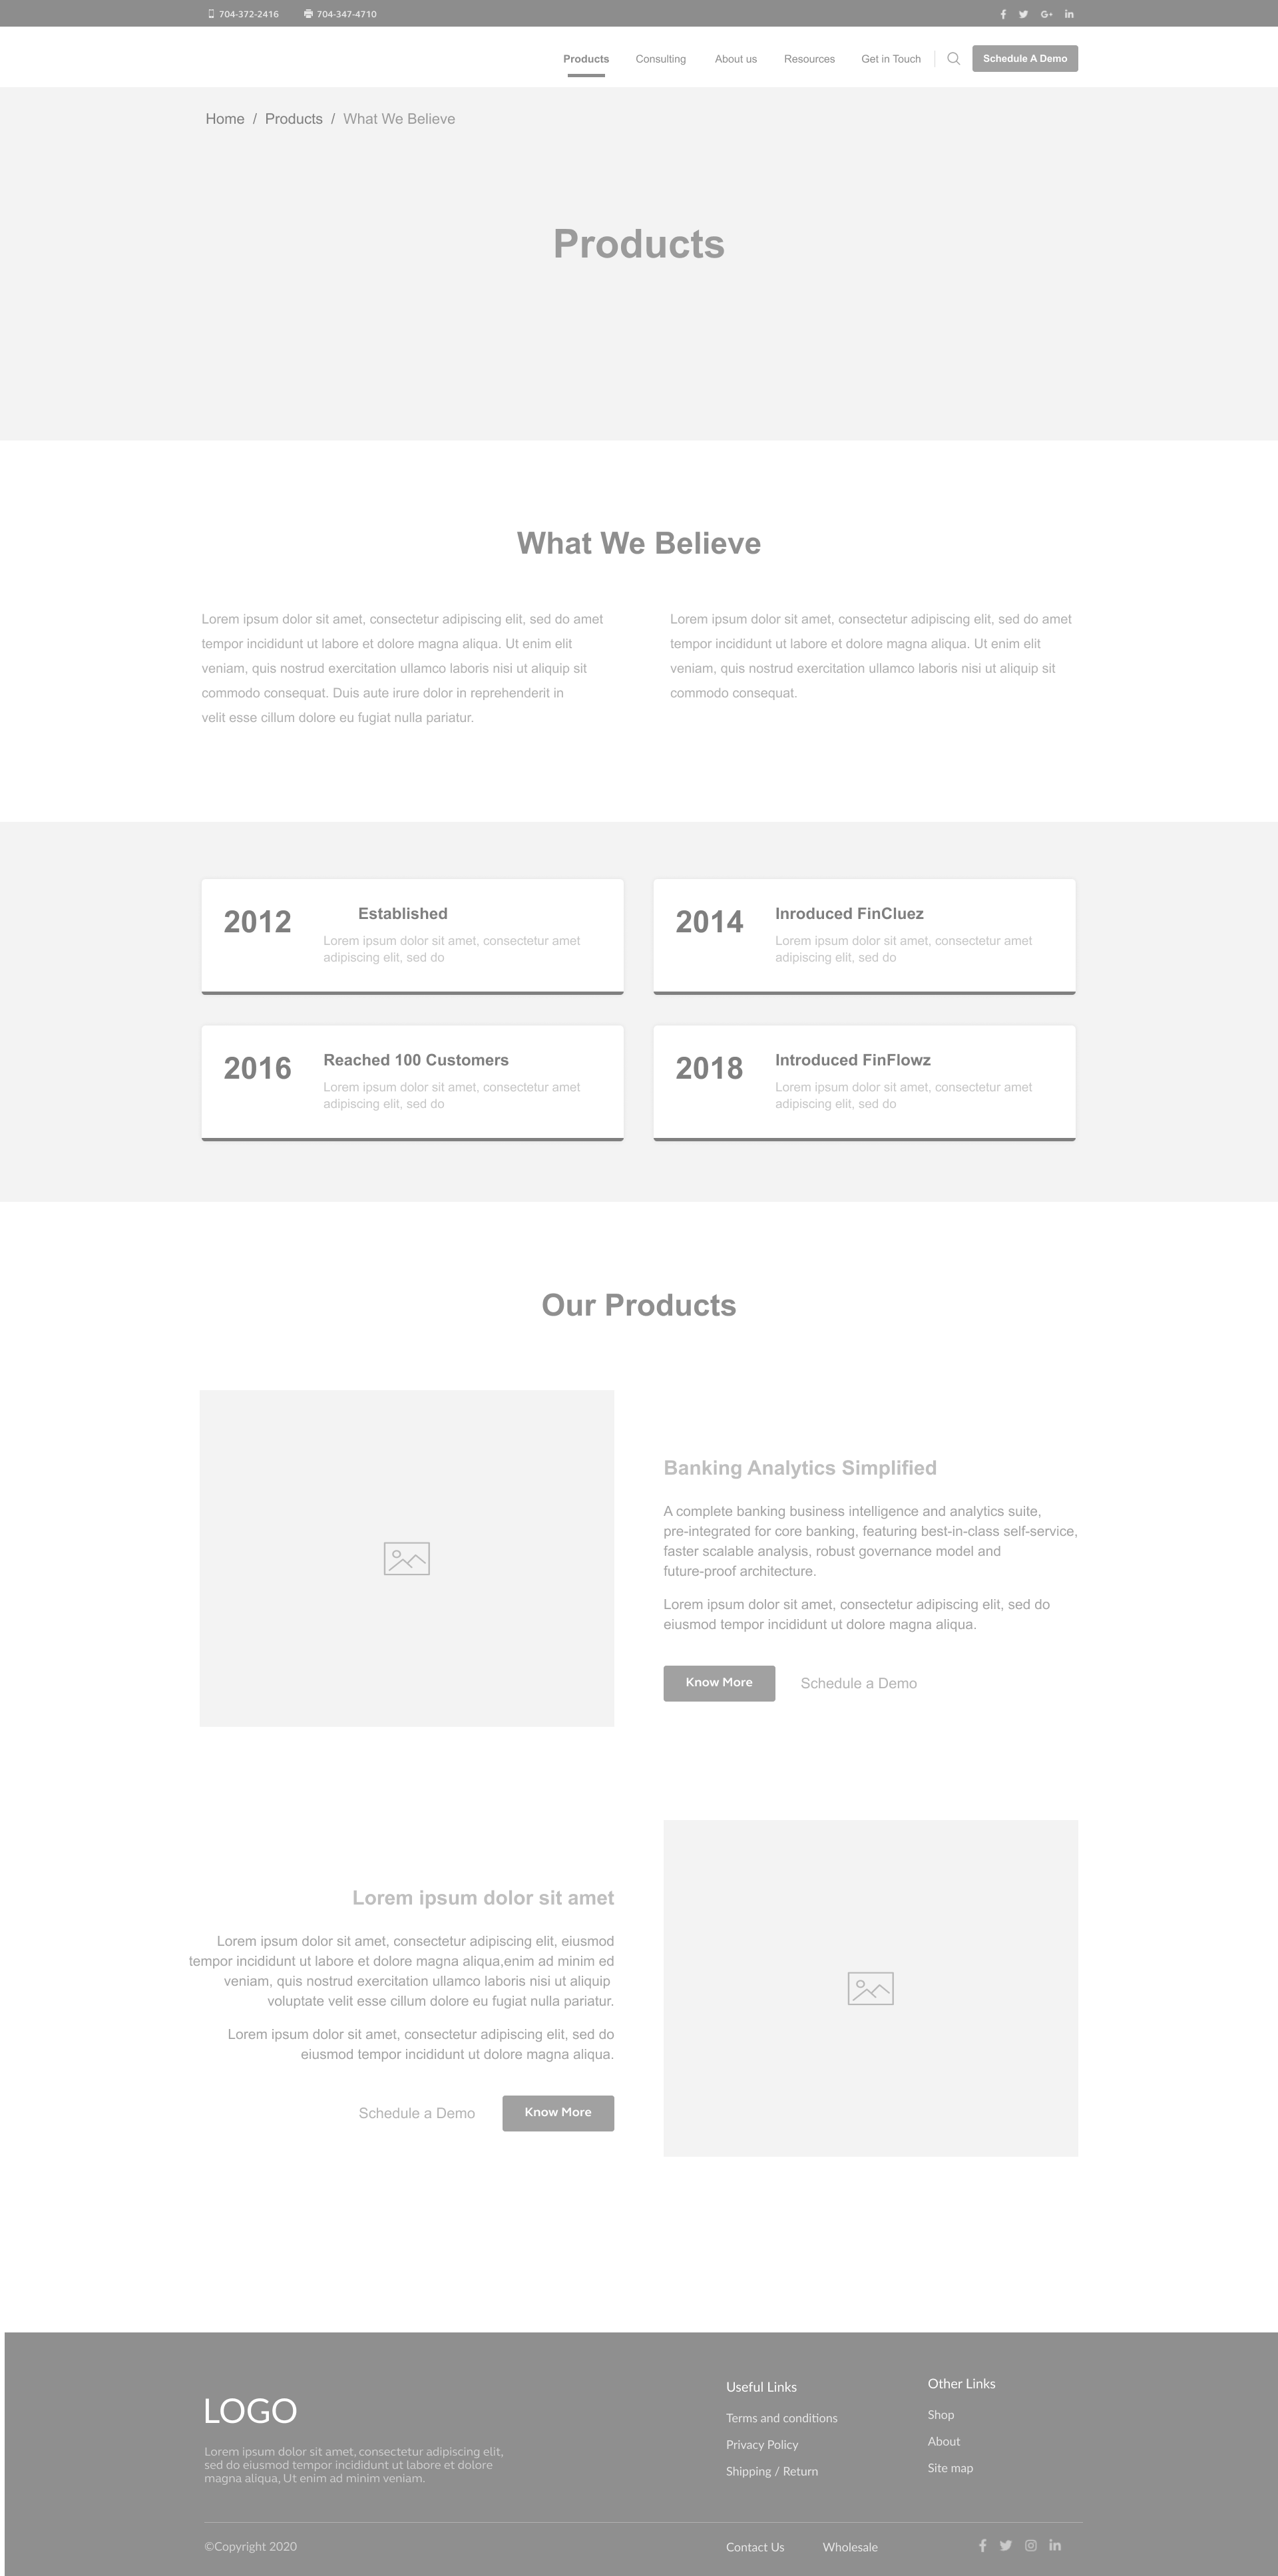 704-372-2416 704-347-4710
Products Consulting About us Resources Get in Touch Schedule A Demo
Home / Products / What We Believe
Products
What We Believe
Lorem ipsum dolor sit amet, consectetur adipiscing elit, sed do amet
tempor incididunt ut labore et dolore magna aliqua. Ut enim elit
veniam, quis nostrud exercitation ullamco laboris nisi ut aliquip sit
commodo consequat. Duis aute irure dolor in reprehenderit in
velit esse cillum dolore eu fugiat nulla pariatur.
Lorem ipsum dolor sit amet, consectetur adipiscing elit, sed do amet
tempor incididunt ut labore et dolore magna aliqua. Ut enim elit
veniam, quis nostrud exercitation ullamco laboris nisi ut aliquip sit
commodo consequat.
2012
Established
Lorem ipsum dolor sit amet, consectetur amet
adipiscing elit, sed do
2014
Inroduced FinCluez
Lorem ipsum dolor sit amet, consectetur amet
adipiscing elit, sed do
2016
Reached 100 Customers
Lorem ipsum dolor sit amet, consectetur amet
adipiscing elit, sed do
2018
Introduced FinFlowz
Lorem ipsum dolor sit amet, consectetur amet
adipiscing elit, sed do
Our Products
Banking Analytics Simplified
A complete banking business intelligence and analytics suite,
pre-integrated for core banking, featuring best-in-class self-service,
faster scalable analysis, robust governance model and
future-proof architecture.
Lorem ipsum dolor sit amet, consectetur adipiscing elit, sed do
eiusmod tempor incididunt ut dolore magna aliqua.
Know More Schedule a Demo
Lorem ipsum dolor sit amet
Lorem ipsum dolor sit amet, consectetur adipiscing elit, eiusmod
tempor incididunt ut labore et dolore magna aliqua,enim ad minim ed
veniam, quis nostrud exercitation ullamco laboris nisi ut aliquip
voluptate velit esse cillum dolore eu fugiat nulla pariatur.
Lorem ipsum dolor sit amet, consectetur adipiscing elit, sed do
eiusmod tempor incididunt ut dolore magna aliqua.
Schedule a Demo Know More
LOGO
Lorem ipsum dolor sit amet, consectetur adipiscing elit,
sed do eiusmod tempor incididunt ut labore et dolore
magna aliqua, Ut enim ad minim veniam.
Useful Links
Terms and conditions
Privacy Policy
Shipping / Return
Other Links
Shop
About
Site map
©Copyright 2020
Contact Us Wholesale